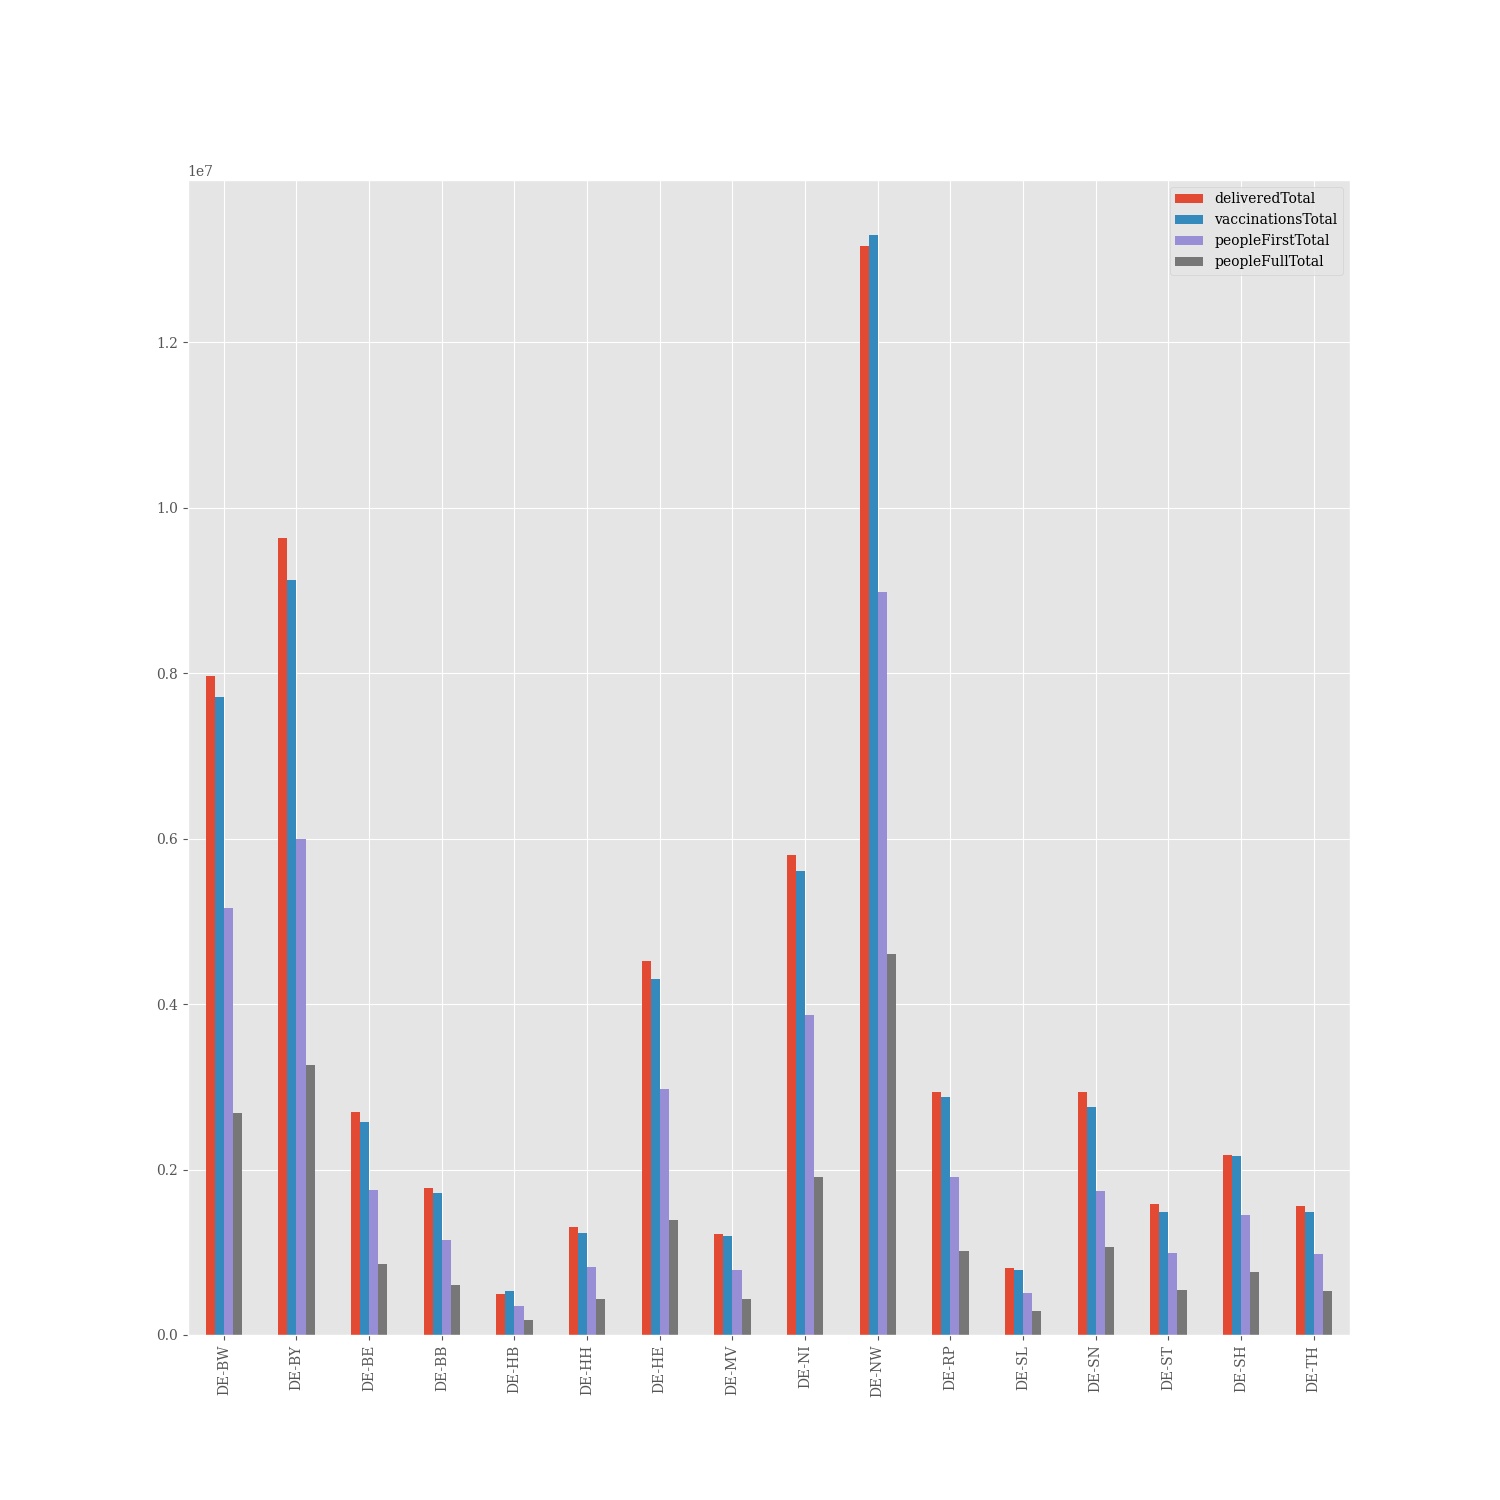 1e7
deliveredTotal
vaccinationsTotal
peopleFirstTotal
peopleFullTotal
1.2
1.0
0.8
0.6
0.4
0.2
0.0
DE-BW
DE-BY
DE-BE
DE-BB
DE-HB
DE-HH
DE-HE
DE-MV
DE-NI
DE-NW
DE-RP
DE-SL
DE-SN
DE-ST
DE-SH
DE-TH